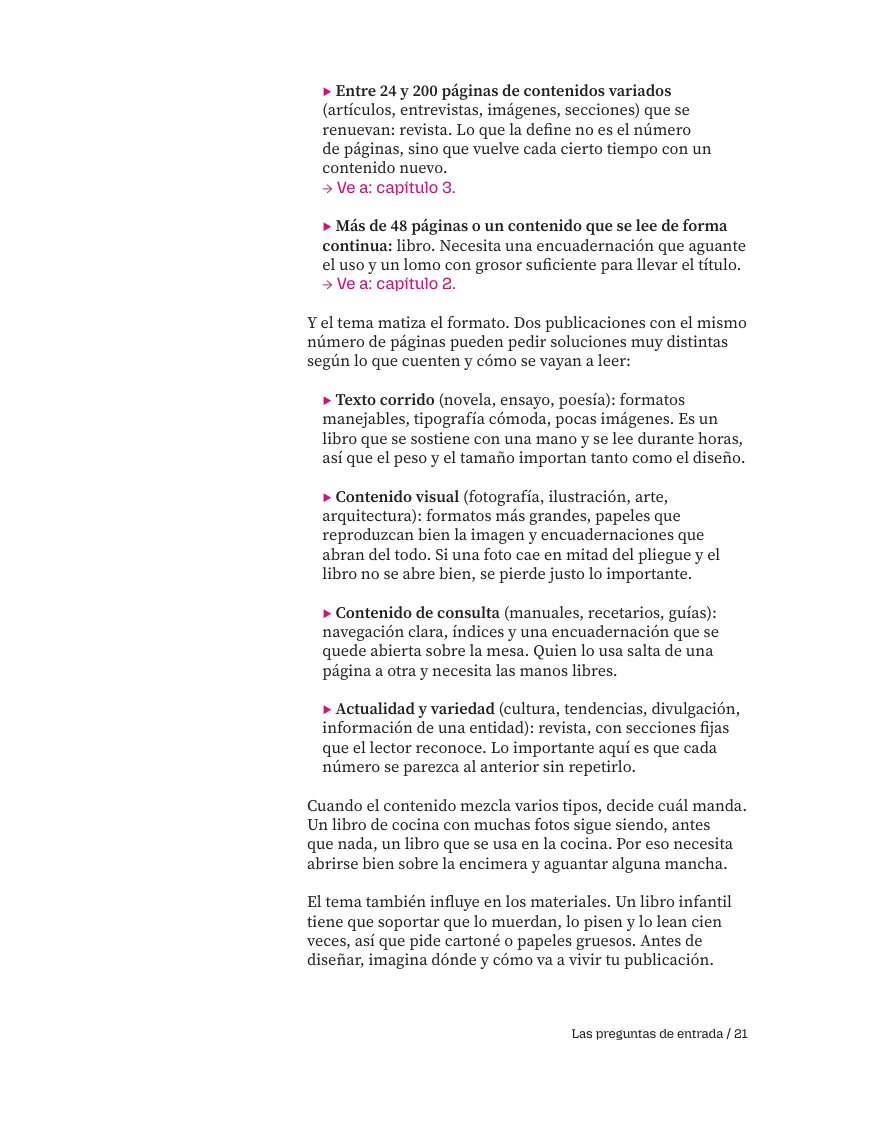 ▶ Entre 24 y 200 páginas de contenidos variados
(artículos, entrevistas, imágenes, secciones) que se
renuevan: revista. Lo que la define no es el número
de páginas, sino que vuelve cada cierto tiempo con un
contenido nuevo.
→ Ve a: capítulo 3.
▶ Más de 48 páginas o un contenido que se lee de forma
continua: libro. Necesita una encuadernación que aguante
el uso y un lomo con grosor suficiente para llevar el título.
→ Ve a: capítulo 2.
Y el tema matiza el formato. Dos publicaciones con el mismo
número de páginas pueden pedir soluciones muy distintas
según lo que cuenten y cómo se vayan a leer:
▶ Texto corrido (novela, ensayo, poesía): formatos
manejables, tipografía cómoda, pocas imágenes. Es un
libro que se sostiene con una mano y se lee durante horas,
así que el peso y el tamaño importan tanto como el diseño.
▶ Contenido visual (fotografía, ilustración, arte,
arquitectura): formatos más grandes, papeles que
reproduzcan bien la imagen y encuadernaciones que
abran del todo. Si una foto cae en mitad del pliegue y el
libro no se abre bien, se pierde justo lo importante.
▶ Contenido de consulta (manuales, recetarios, guías):
navegación clara, índices y una encuadernación que se
quede abierta sobre la mesa. Quien lo usa salta de una
página a otra y necesita las manos libres.
▶ Actualidad y variedad (cultura, tendencias, divulgación,
información de una entidad): revista, con secciones fijas
que el lector reconoce. Lo importante aquí es que cada
número se parezca al anterior sin repetirlo.
Cuando el contenido mezcla varios tipos, decide cuál manda.
Un libro de cocina con muchas fotos sigue siendo, antes
que nada, un libro que se usa en la cocina. Por eso necesita
abrirse bien sobre la encimera y aguantar alguna mancha.
El tema también influye en los materiales. Un libro infantil
tiene que soportar que lo muerdan, lo pisen y lo lean cien
veces, así que pide cartoné o papeles gruesos. Antes de
diseñar, imagina dónde y cómo va a vivir tu publicación.
Las preguntas de entrada / 21